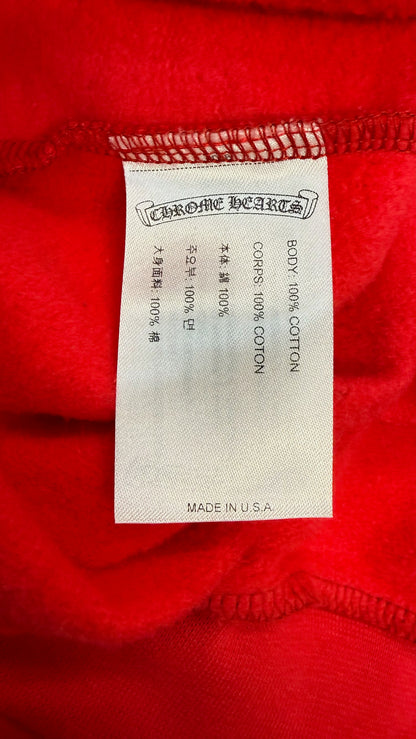 CHROME HEARTS
BODY: 100% COTTON
CORPS: 100% COTON
本体: 綿 100%
주요부: 100% 면
大身面料: 100% 棉
MADE IN U.S.A.